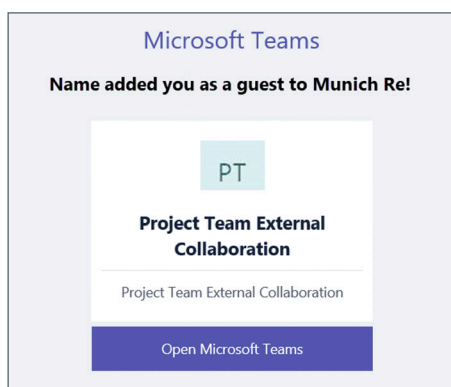 Microsoft Teams
Name added you as a guest to Munich Re!
PT
Project Team External
Collaboration
Project Team External Collaboration
Open Microsoft Teams